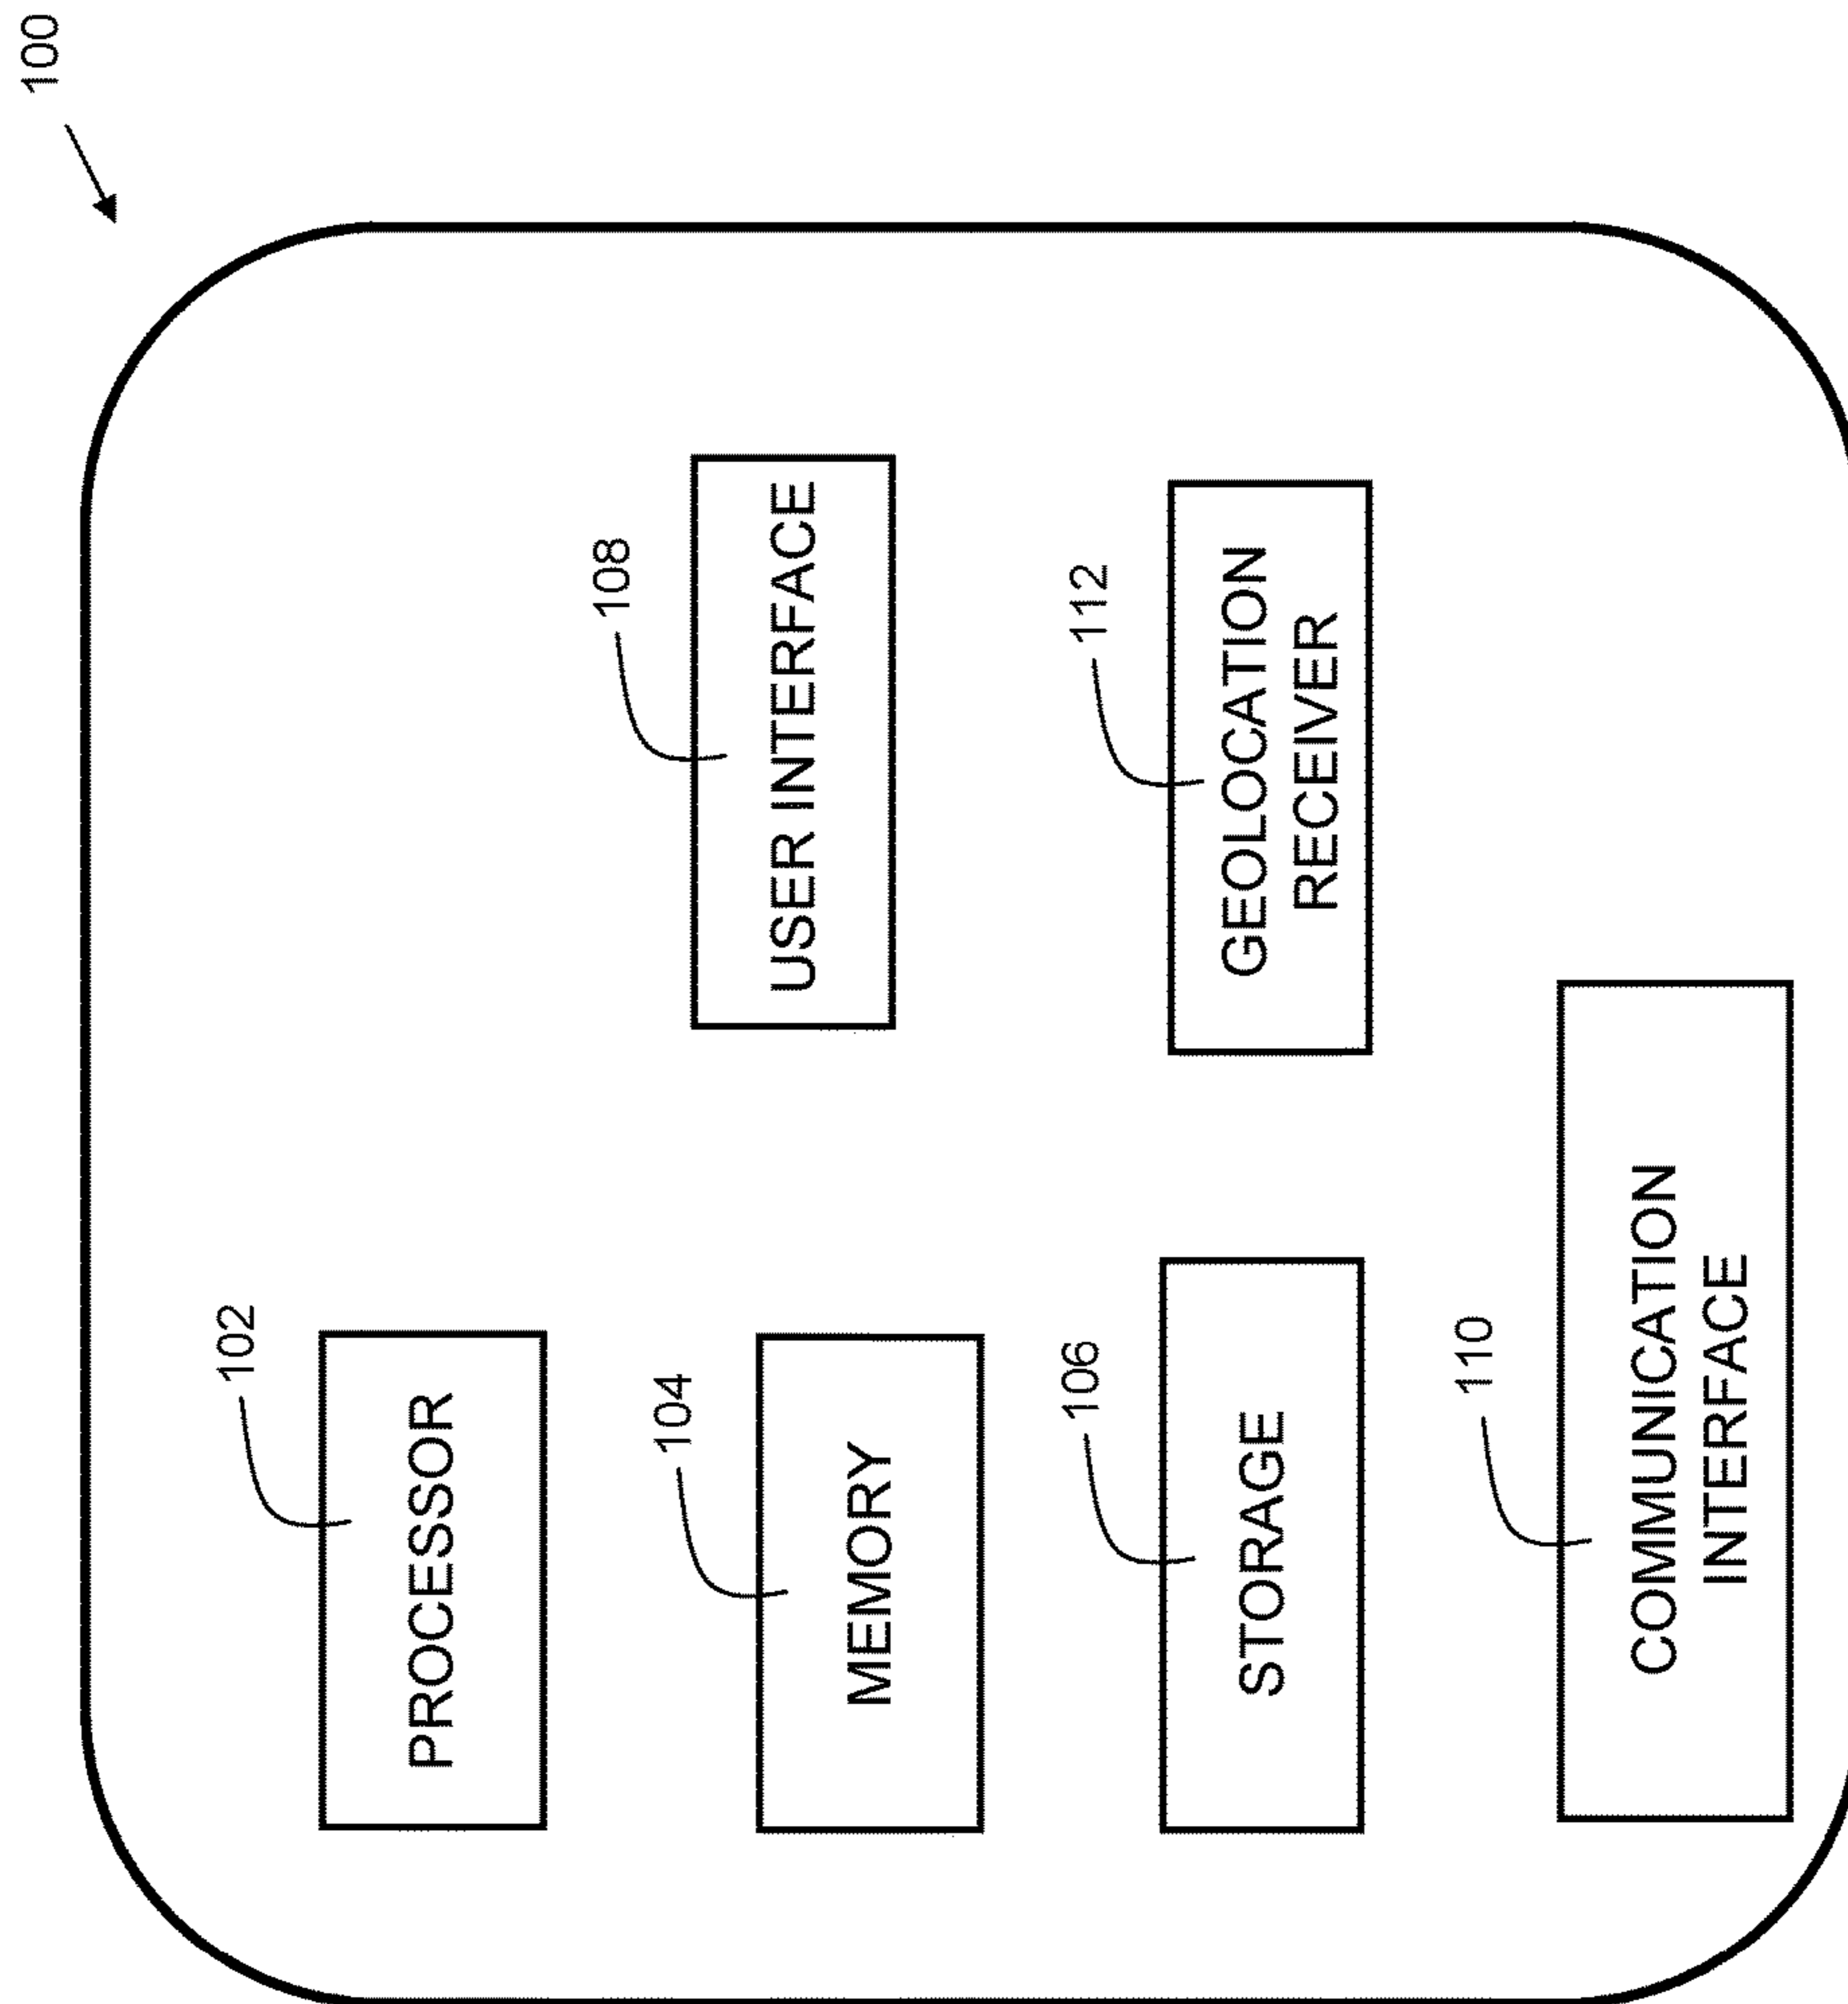 100
102
PROCESSOR
104
MEMORY
108
USER INTERFACE
106
STORAGE
112
GEOLOCATION
RECEIVER
110
COMMUNICATION
INTERFACE